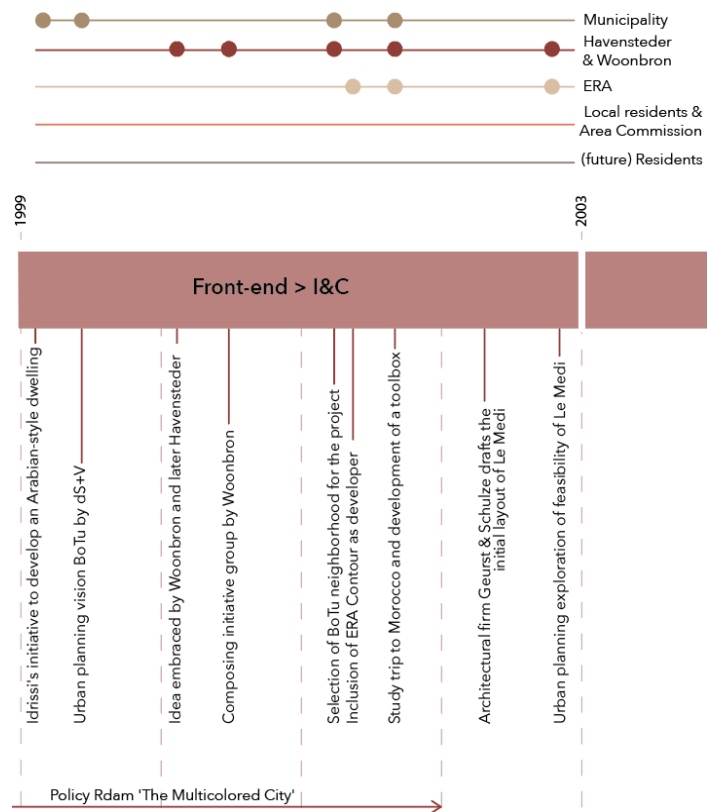 Municipality
Havensteder
& Woonbron
ERA
Local residents &
Area Commission
(future) Residents
1999
2003
Front-end > I&C
Idrissi's initiative to develop an Arabian-style dwelling
Urban planning vision BoTu by dS+V
Idea embraced by Woonbron and later Havensteder
Composing initiative group by Woonbron
Selection of BoTu neighborhood for the project
Inclusion of ERA Contour as developer
Study trip to Morocco and development of a toolbox
Architectural firm Geurst & Schulze drafts the
initial layout of Le Medi
Urban planning exploration of feasibility of Le Medi
Policy Rdam 'The Multicolored City'